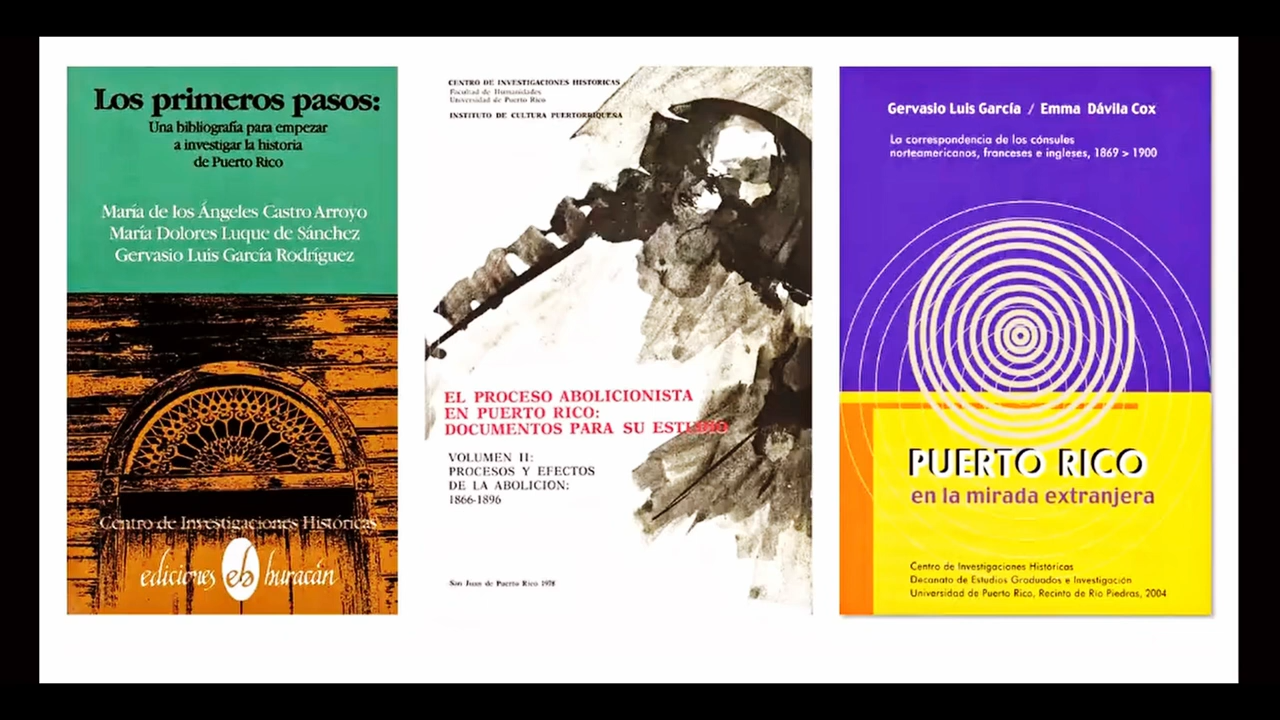 Los primeros pasos:
Una bibliografía para empezar
a investigar la historia
de Puerto Rico
María de los Ángeles Castro Arroyo
María Dolores Luque de Sánchez
Gervasio Luis García Rodríguez
Centro de Investigaciones Históricas
ediciones eh huracán
CENTRO DE INVESTIGACIONES HISTORICAS
Facultad de Humanidades
Universidad de Puerto Rico
INSTITUTO DE CULTURA PUERTORRIQUEÑA
EL PROCESO ABOLICIONISTA
EN PUERTO RICO:
DOCUMENTOS PARA SU ESTUDIO
VOLUMEN II:
PROCESOS Y EFECTOS
DE LA ABOLICION:
1866-1896
San Juan de Puerto Rico 1978
Gervasio Luis García / Emma Dávila Cox
La correspondencia de los cónsules
norteamericanos, franceses e ingleses, 1869 > 1900
PUERTO RICO
en la mirada extranjera
Centro de Investigaciones Históricas
Decanato de Estudios Graduados e Investigación
Universidad de Puerto Rico, Recinto de Río Piedras, 2004